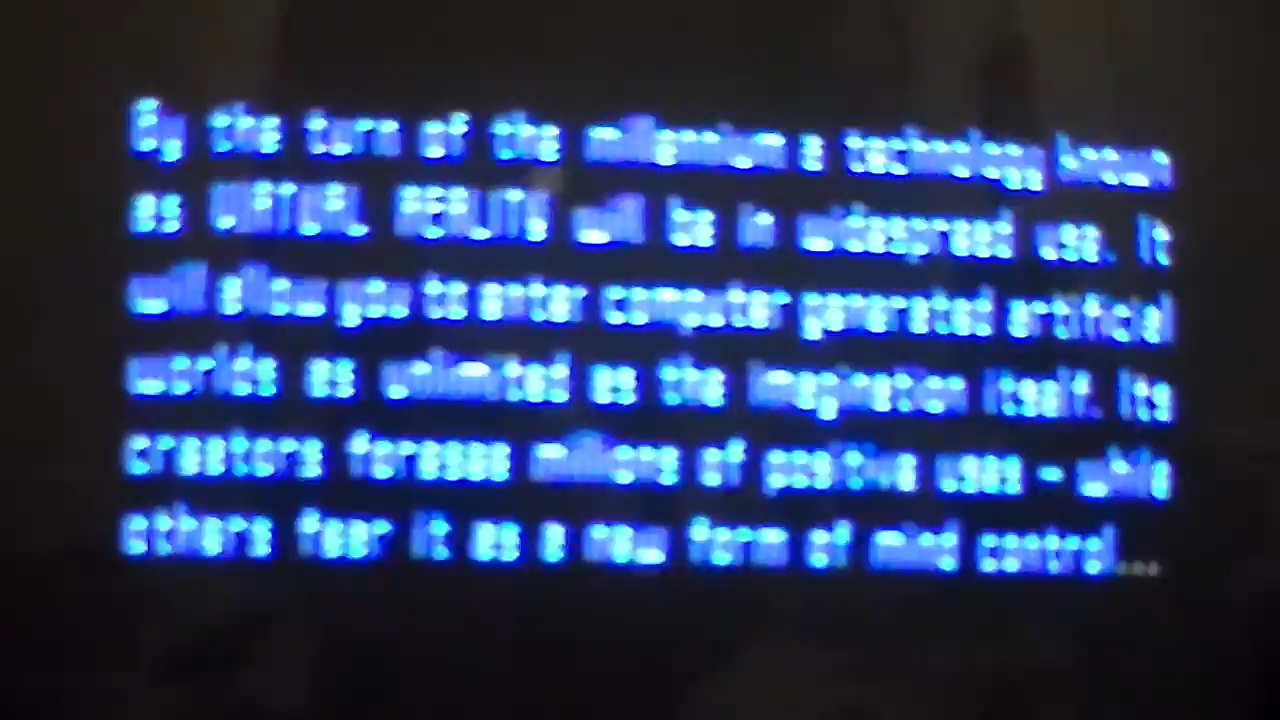 By the turn of the millennium a technology known
as VIRTUAL REALITY will be in widespread use. It
will allow you to enter computer generated artificial
worlds as unlimited as the imagination itself. Its
creators foresee millions of positive uses - while
others fear it as a new form of mind control...